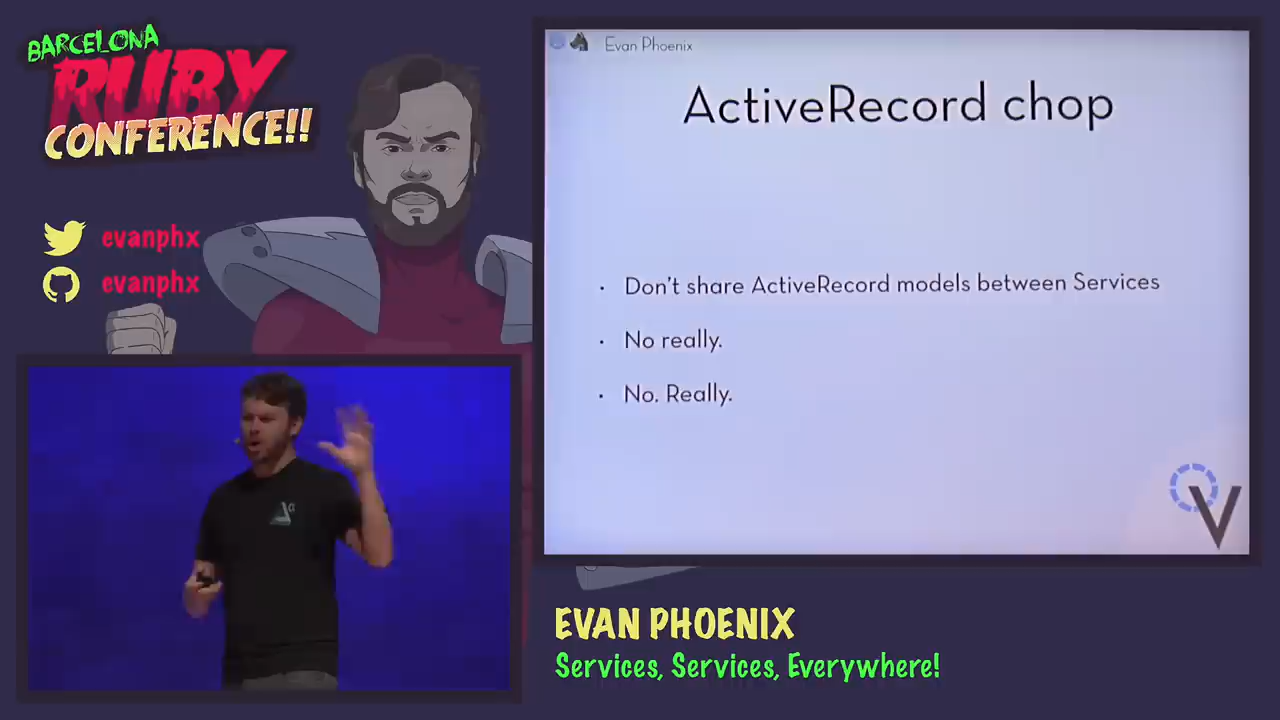 BARCELONA
RUBY
CONFERENCE!!
evanphx
evanphx
Evan Phoenix
ActiveRecord chop
• Don't share ActiveRecord models between Services
• No really.
• No. Really.
V
EVAN PHOENIX
Services, Services, Everywhere!